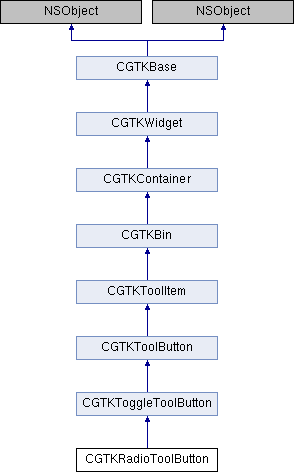 NSObject NSObject
CGTKBase
CGTKWidget
CGTKContainer
CGTKBin
CGTKToolItem
CGTKToolButton
CGTKToggleToolButton
CGTKRadioToolButton